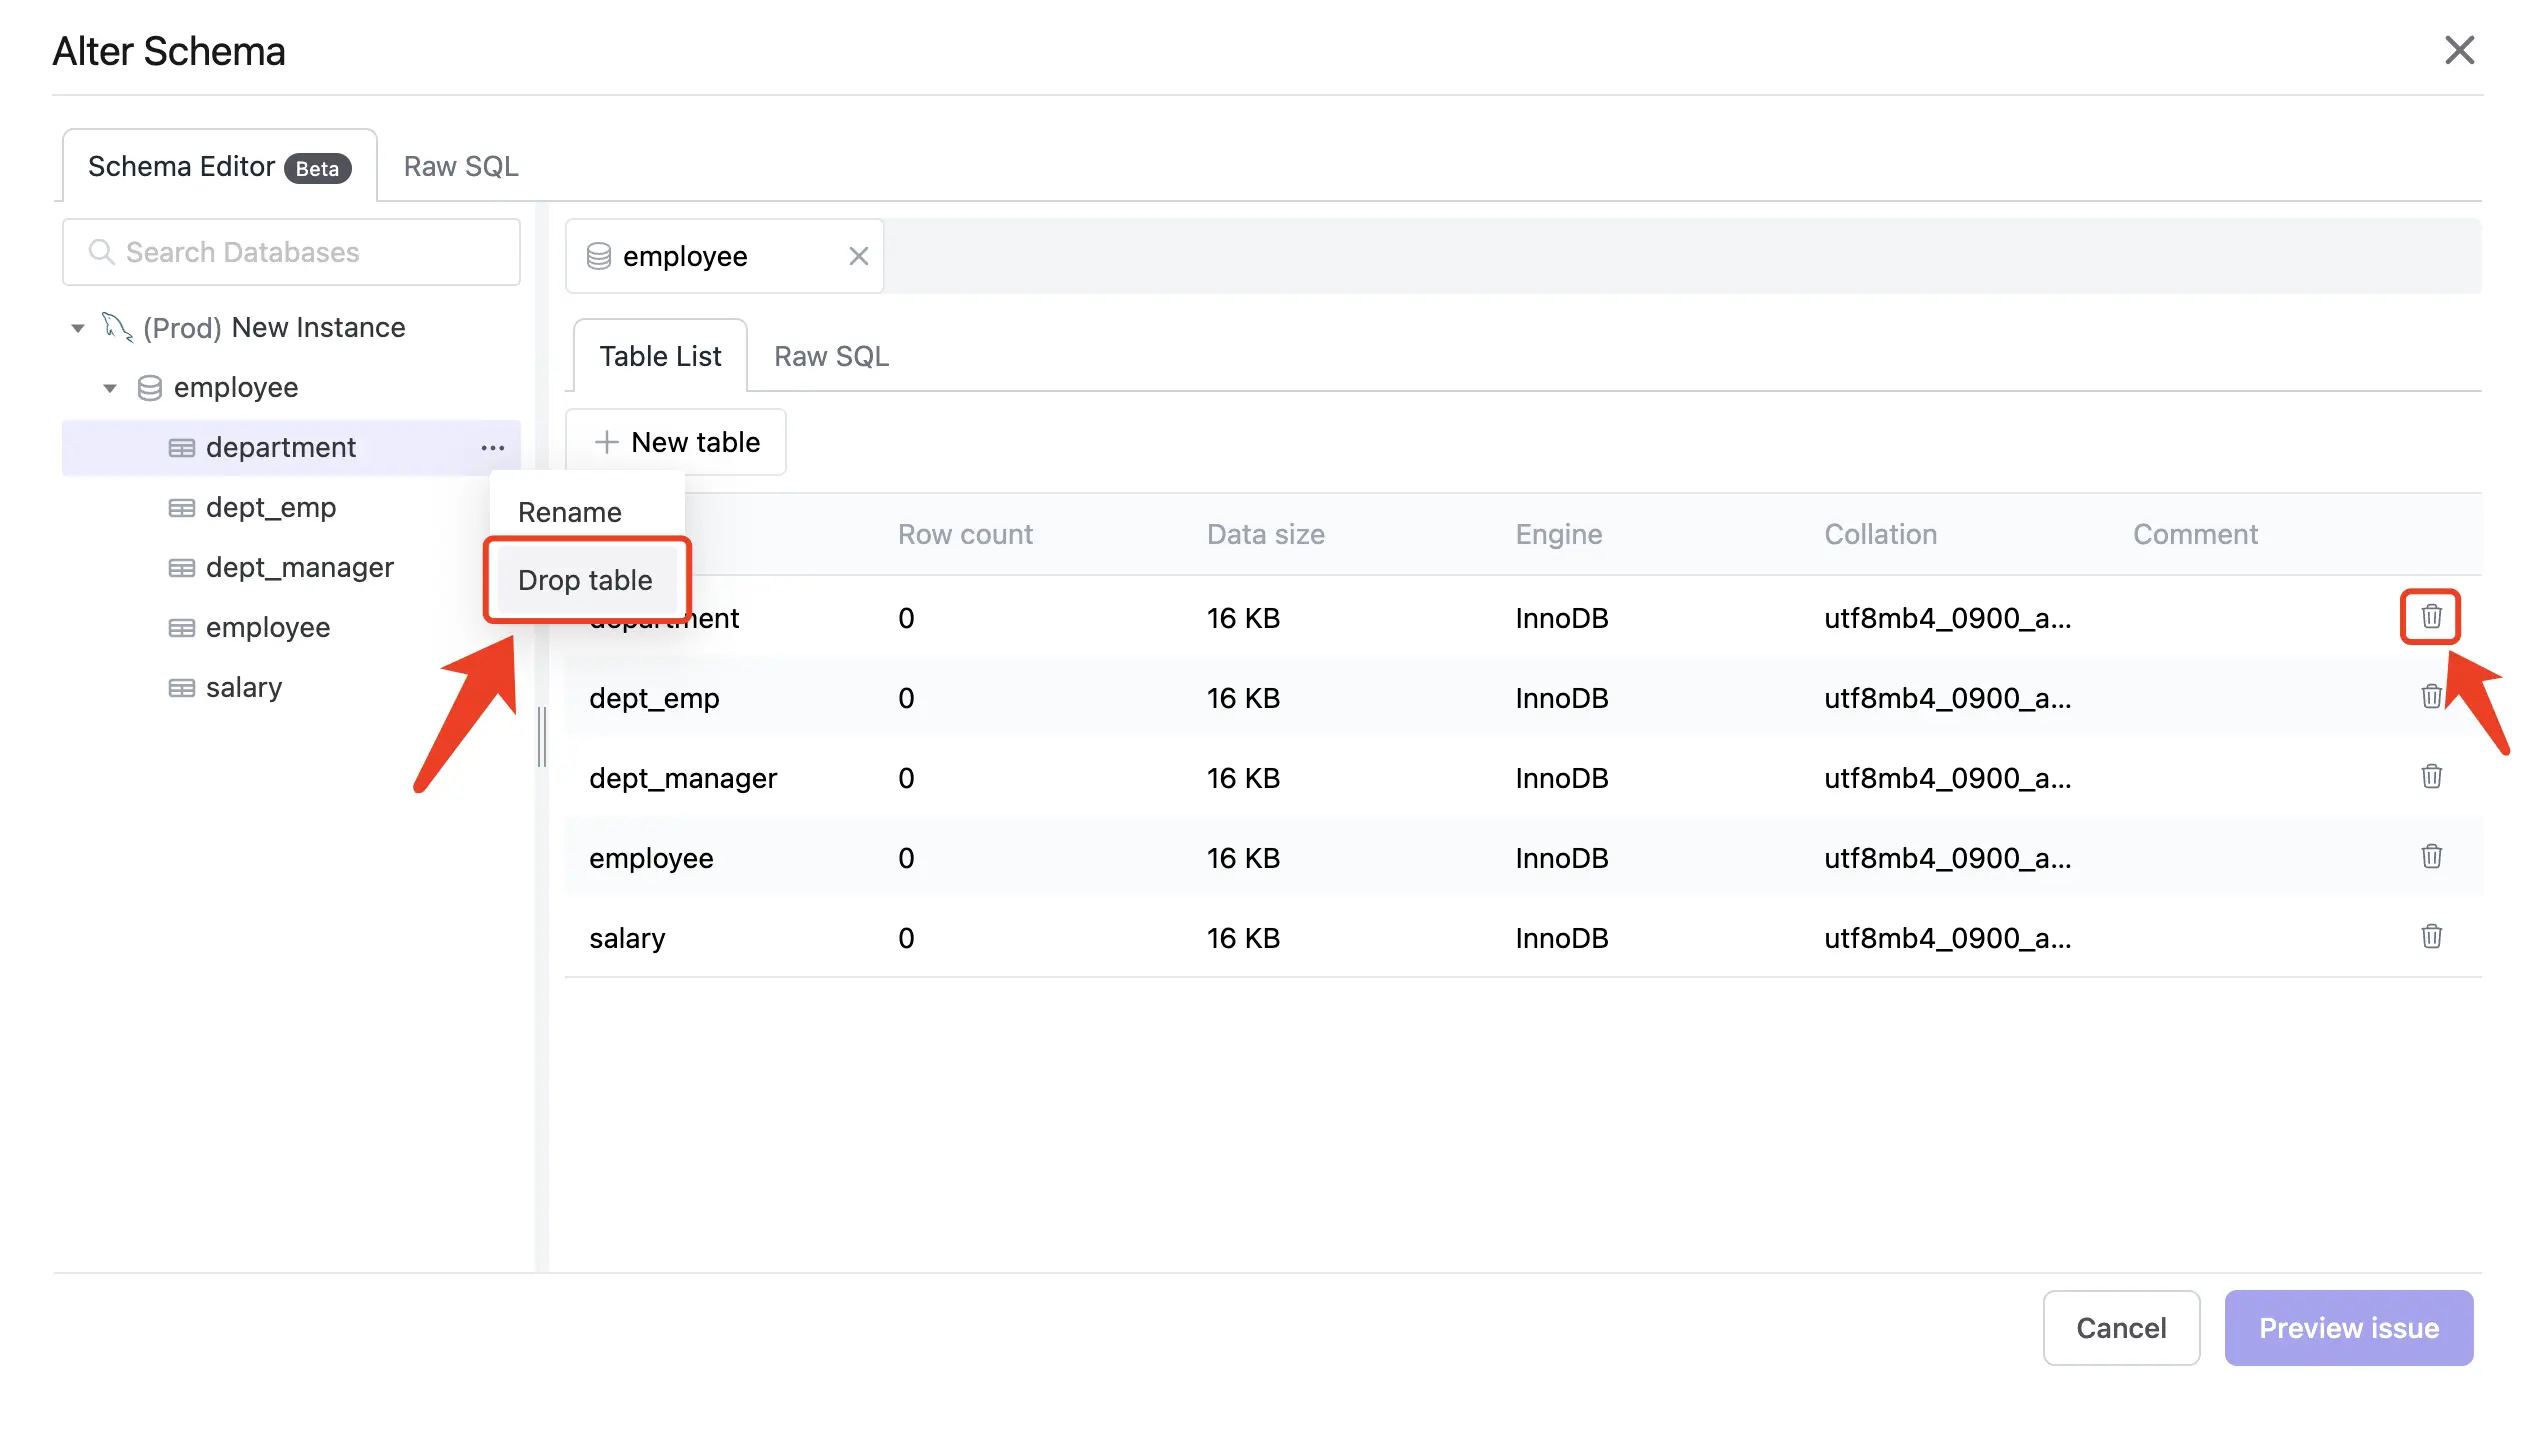 Alter Schema
Schema Editor Beta Raw SQL
Search Databases
(Prod) New Instance
employee
department ...
dept_emp
dept_manager
employee
salary
employee
Table List Raw SQL
New table
Rename
Drop table
Row count Data size Engine Collation Comment
department 0 16 KB InnoDB utf8mb4_0900_a...
dept_emp 0 16 KB InnoDB utf8mb4_0900_a...
dept_manager 0 16 KB InnoDB utf8mb4_0900_a...
employee 0 16 KB InnoDB utf8mb4_0900_a...
salary 0 16 KB InnoDB utf8mb4_0900_a...
Cancel Preview issue